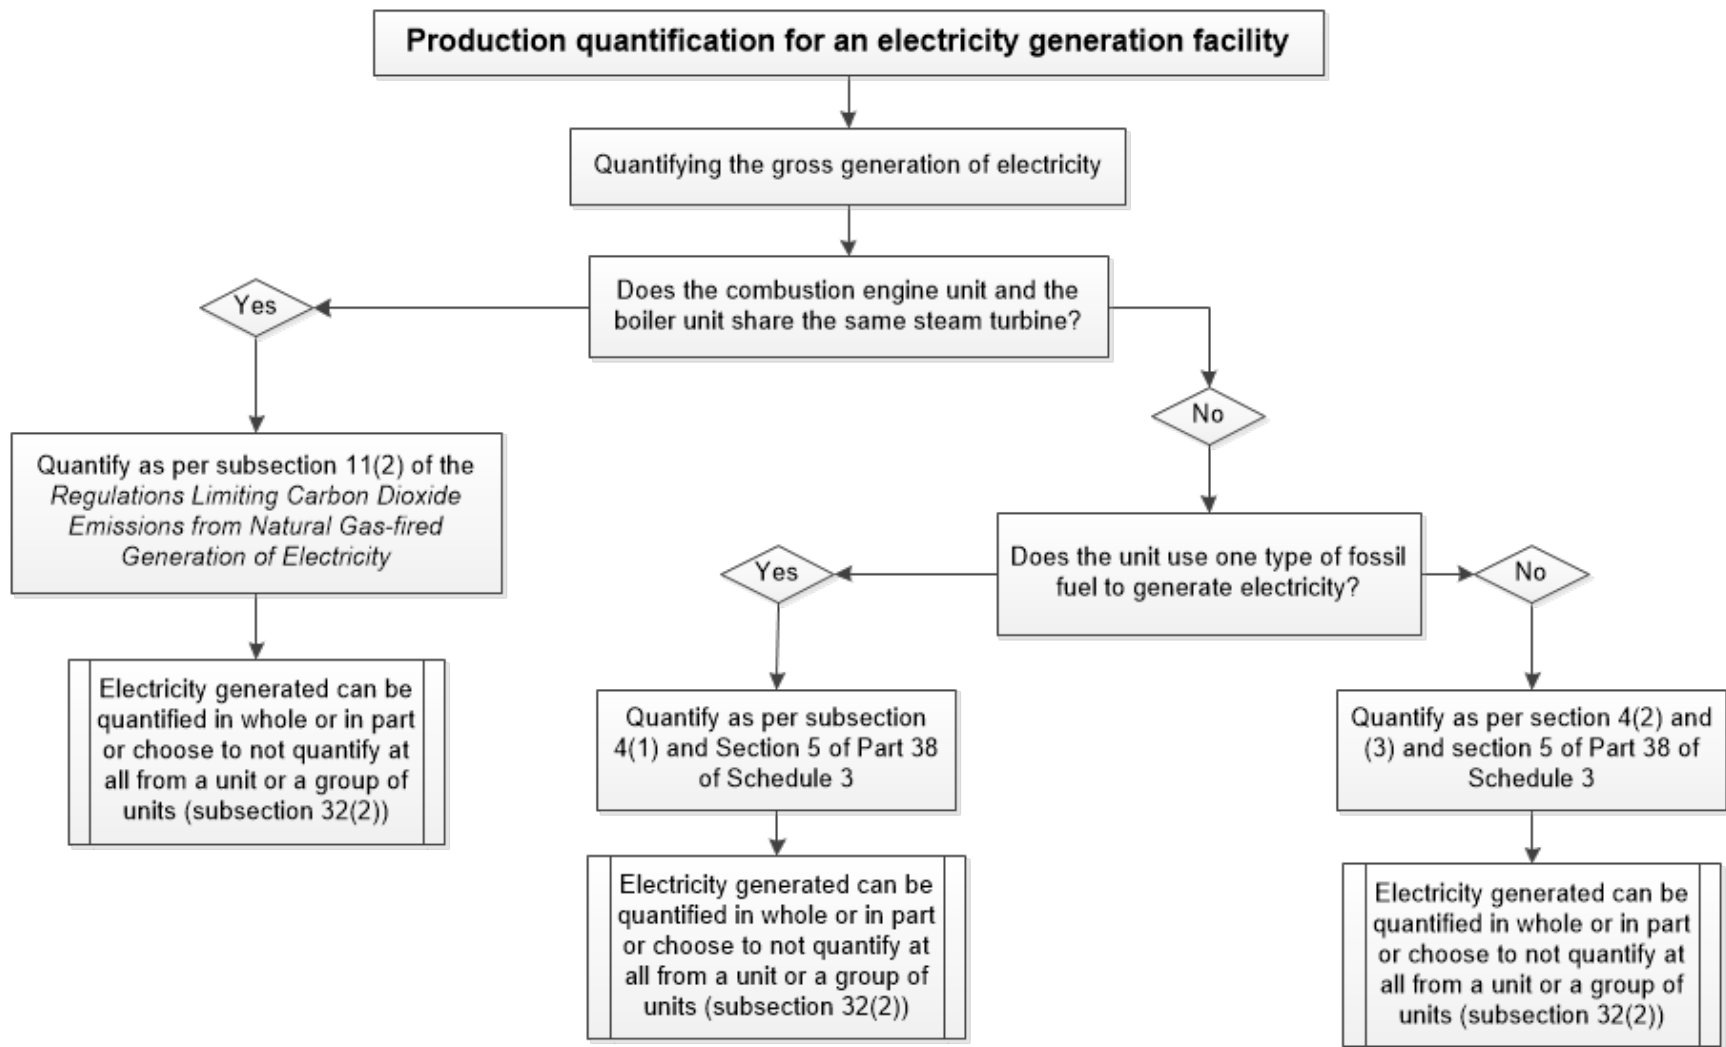 Production quantification for an electricity generation facility
Quantifying the gross generation of electricity
Does the combustion engine unit and the
boiler unit share the same steam turbine?
Yes
No
Quantify as per subsection 11(2) of the
Regulations Limiting Carbon Dioxide
Emissions from Natural Gas-fired
Generation of Electricity
Electricity generated can be
quantified in whole or in part
or choose to not quantify at
all from a unit or a group of
units (subsection 32(2))
Does the unit use one type of fossil
fuel to generate electricity?
Yes
No
Quantify as per subsection
4(1) and Section 5 of Part 38
of Schedule 3
Electricity generated can be
quantified in whole or in part
or choose to not quantify at
all from a unit or a group of
units (subsection 32(2))
Quantify as per section 4(2) and
(3) and section 5 of Part 38 of
Schedule 3
Electricity generated can be
quantified in whole or in part
or choose to not quantify at
all from a unit or a group of
units (subsection 32(2))